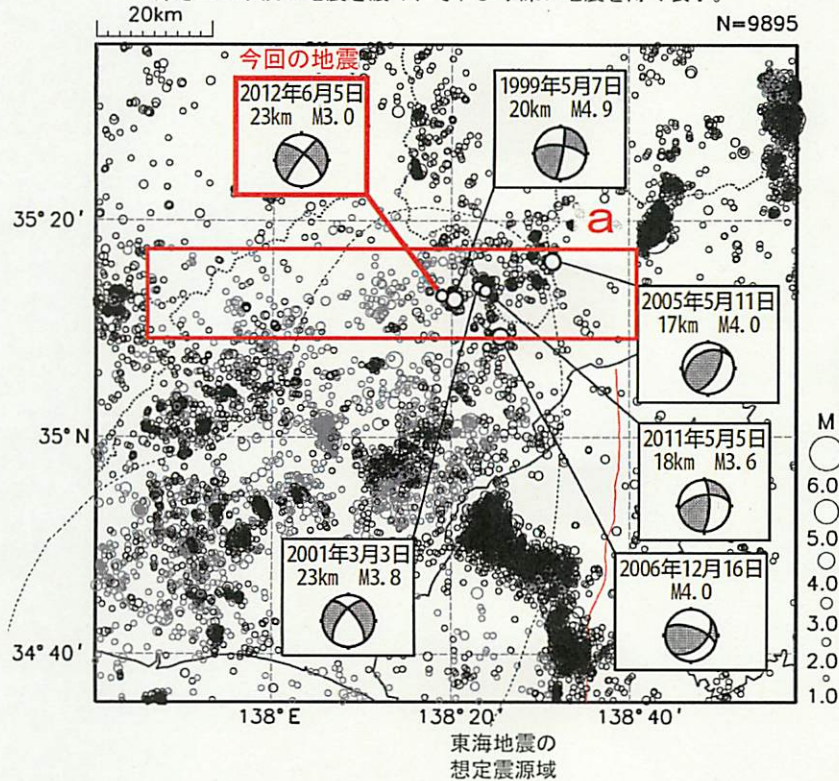 20km
N=9895
今回の地震
2012年6月5日
23km M3.0
1999年5月7日
20km M4.9
35°20′
a
2005年5月11日
17km M4.0
35°N
M
2011年5月5日
18km M3.6
6.0
5.0
2001年3月3日
23km M3.8
2006年12月16日
M4.0
4.0
3.0
34°40′
2.0
1.0
138°E
138°20′
138°40′
東海地震の
想定震源域